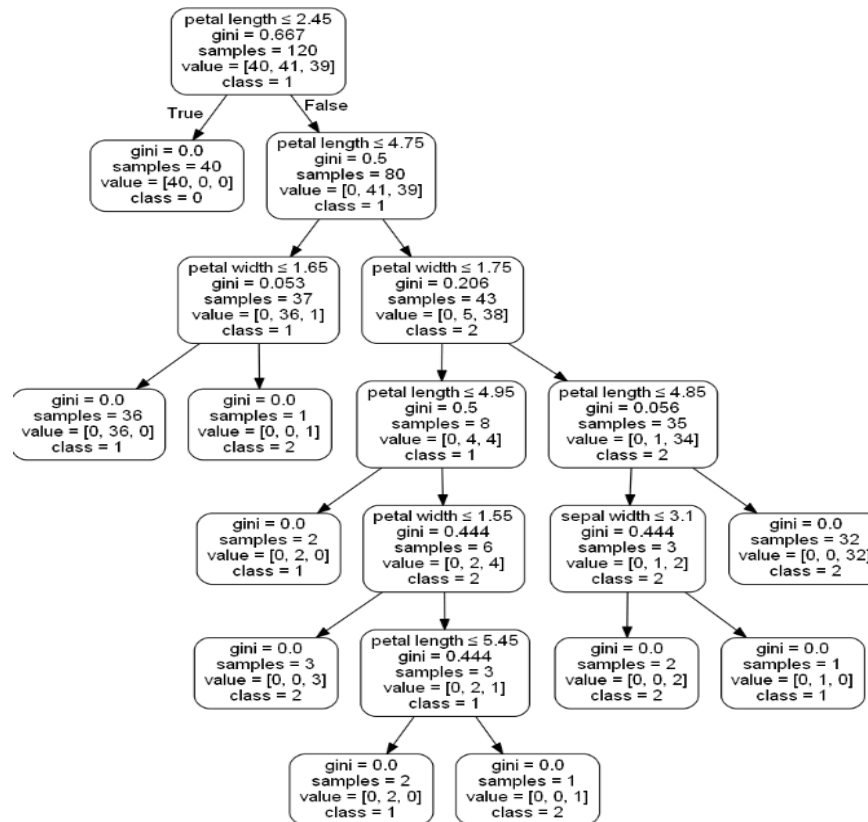 petal length ≤ 2.45
gini = 0.667
samples = 120
value = [40, 41, 39]
class = 1
True
False
gini = 0.0
samples = 40
value = [40, 0, 0]
class = 0
petal length ≤ 4.75
gini = 0.5
samples = 80
value = [0, 41, 39]
class = 1
petal width ≤ 1.65
gini = 0.053
samples = 37
value = [0, 36, 1]
class = 1
petal width ≤ 1.75
gini = 0.206
samples = 43
value = [0, 5, 38]
class = 2
gini = 0.0
samples = 36
value = [0, 36, 0]
class = 1
gini = 0.0
samples = 1
value = [0, 0, 1]
class = 2
petal length ≤ 4.95
gini = 0.5
samples = 8
value = [0, 4, 4]
class = 1
petal length ≤ 4.85
gini = 0.056
samples = 35
value = [0, 1, 34]
class = 2
gini = 0.0
samples = 2
value = [0, 2, 0]
class = 1
petal width ≤ 1.55
gini = 0.444
samples = 6
value = [0, 2, 4]
class = 2
sepal width ≤ 3.1
gini = 0.444
samples = 3
value = [0, 1, 2]
class = 2
gini = 0.0
samples = 32
value = [0, 0, 32]
class = 2
gini = 0.0
samples = 3
value = [0, 0, 3]
class = 2
petal length ≤ 5.45
gini = 0.444
samples = 3
value = [0, 2, 1]
class = 1
gini = 0.0
samples = 2
value = [0, 0, 2]
class = 2
gini = 0.0
samples = 1
value = [0, 1, 0]
class = 1
gini = 0.0
samples = 2
value = [0, 2, 0]
class = 1
gini = 0.0
samples = 1
value = [0, 0, 1]
class = 2